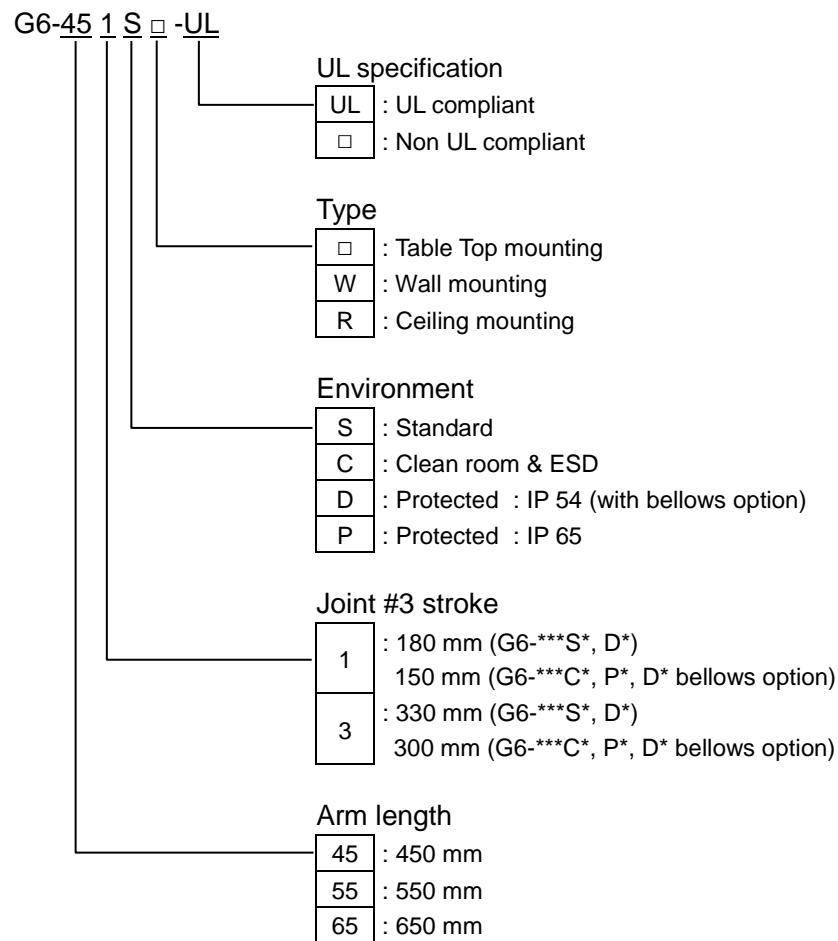 G6-45 1 S □ -UL
UL specification
UL : UL compliant
□ : Non UL compliant
Type
□ : Table Top mounting
W : Wall mounting
R : Ceiling mounting
Environment
S : Standard
C : Clean room & ESD
D : Protected : IP 54 (with bellows option)
P : Protected : IP 65
Joint #3 stroke
1 : 180 mm (G6-***S*, D*)
150 mm (G6-***C*, P*, D* bellows option)
3 : 330 mm (G6-***S*, D*)
300 mm (G6-***C*, P*, D* bellows option)
Arm length
45 : 450 mm
55 : 550 mm
65 : 650 mm